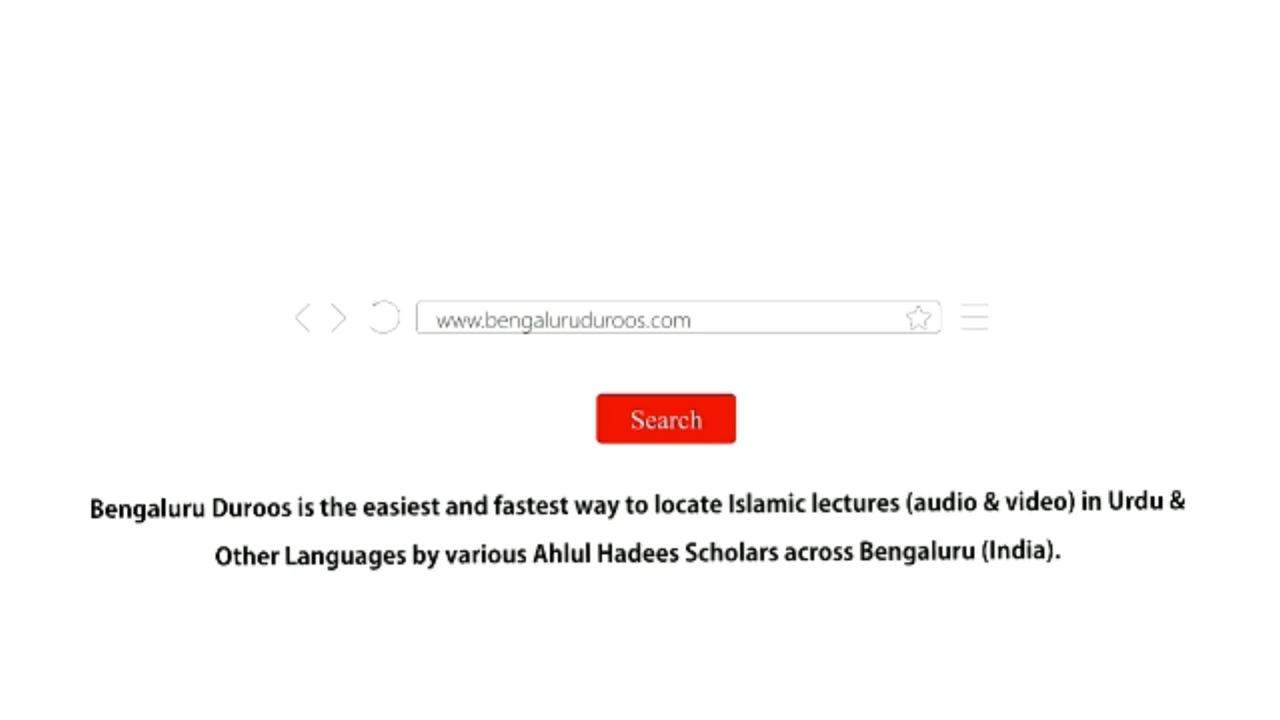 www.bengaluruduroos.com
Search
Bengaluru Duroos is the easiest and fastest way to locate Islamic lectures (audio & video) in Urdu &
Other Languages by various Ahlul Hadees Scholars across Bengaluru (India).